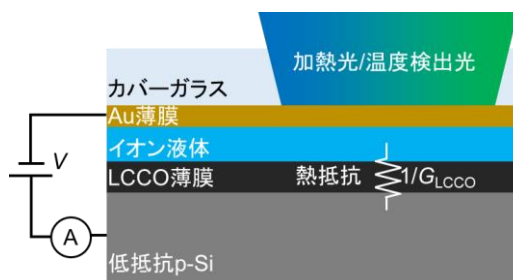 加熱光/温度検出光
カバーガラス
Au薄膜
イオン液体
V
LCCO薄膜
熱抵抗
1/GLCCO
A
低抵抗p-Si